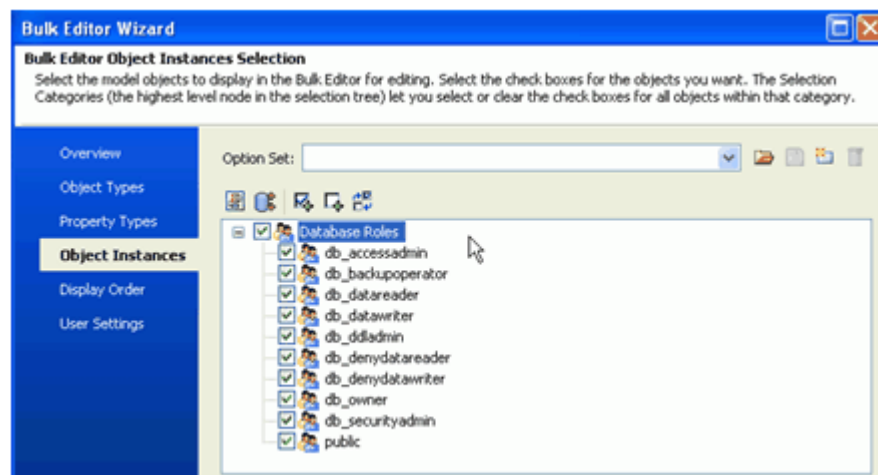 Bulk Editor Wizard
Bulk Editor Object Instances Selection
Select the model objects to display in the Bulk Editor for editing. Select the check boxes for the objects you want. The Selection
Categories (the highest level node in the selection tree) let you select or clear the check boxes for all objects within that category.
Overview
Object Types
Property Types
Object Instances
Display Order
User Settings
Option Set:
Database Roles
db_accessadmin
db_backupoperator
db_datareader
db_datawriter
db_ddladmin
db_denydatareader
db_denydatawriter
db_owner
db_securityadmin
public